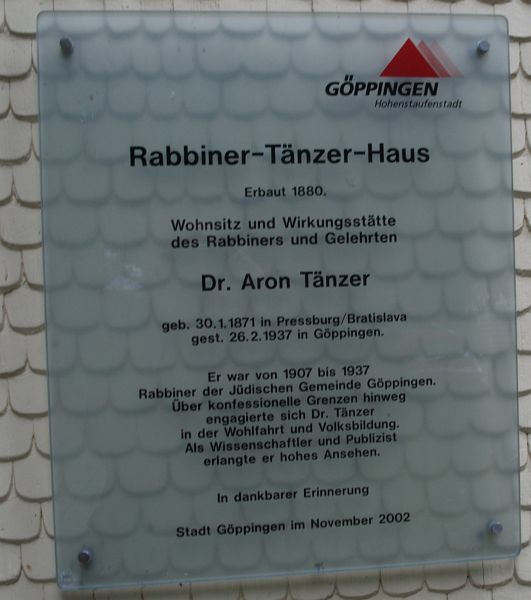 GÖPPINGEN
Hohenstaufenstadt
Rabbiner-Tänzer-Haus
Erbaut 1880.
Wohnsitz und Wirkungsstätte
des Rabbiners und Gelehrten
Dr. Aron Tänzer
geb. 30.1.1871 in Pressburg/Bratislava
gest. 26.2.1937 in Göppingen.
Er war von 1907 bis 1937
Rabbiner der Jüdischen Gemeinde Göppingen.
Über konfessionelle Grenzen hinweg
engagierte sich Dr. Tänzer
in der Wohlfahrt und Volksbildung.
Als Wissenschaftler und Publizist
erlangte er hohes Ansehen.
In dankbarer Erinnerung
Stadt Göppingen im November 2002